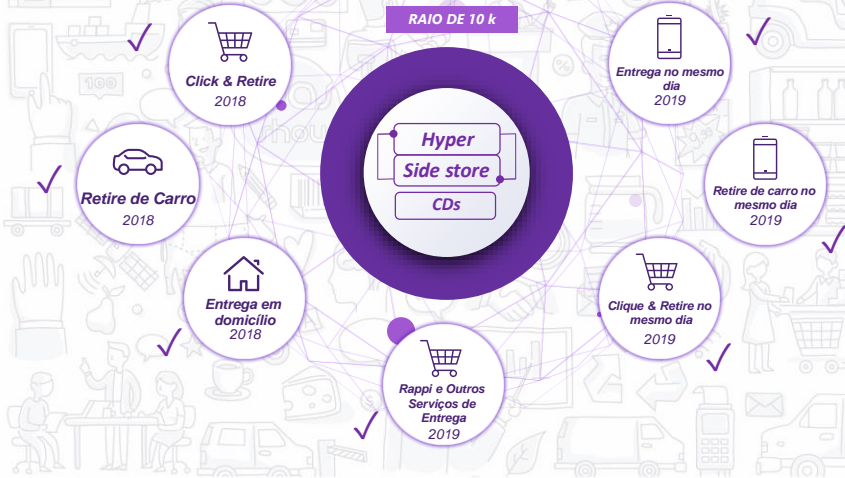 RAIO DE 10 k
Click & Retire
2018
Retire de Carro
2018
Entrega em
domicílio
2018
Hyper
Side store
CDs
Rappi e Outros
Serviços de
Entrega
2019
Entrega no mesmo
dia
2019
Retire de carro no
mesmo dia
2019
Clique & Retire no
mesmo dia
2019
100